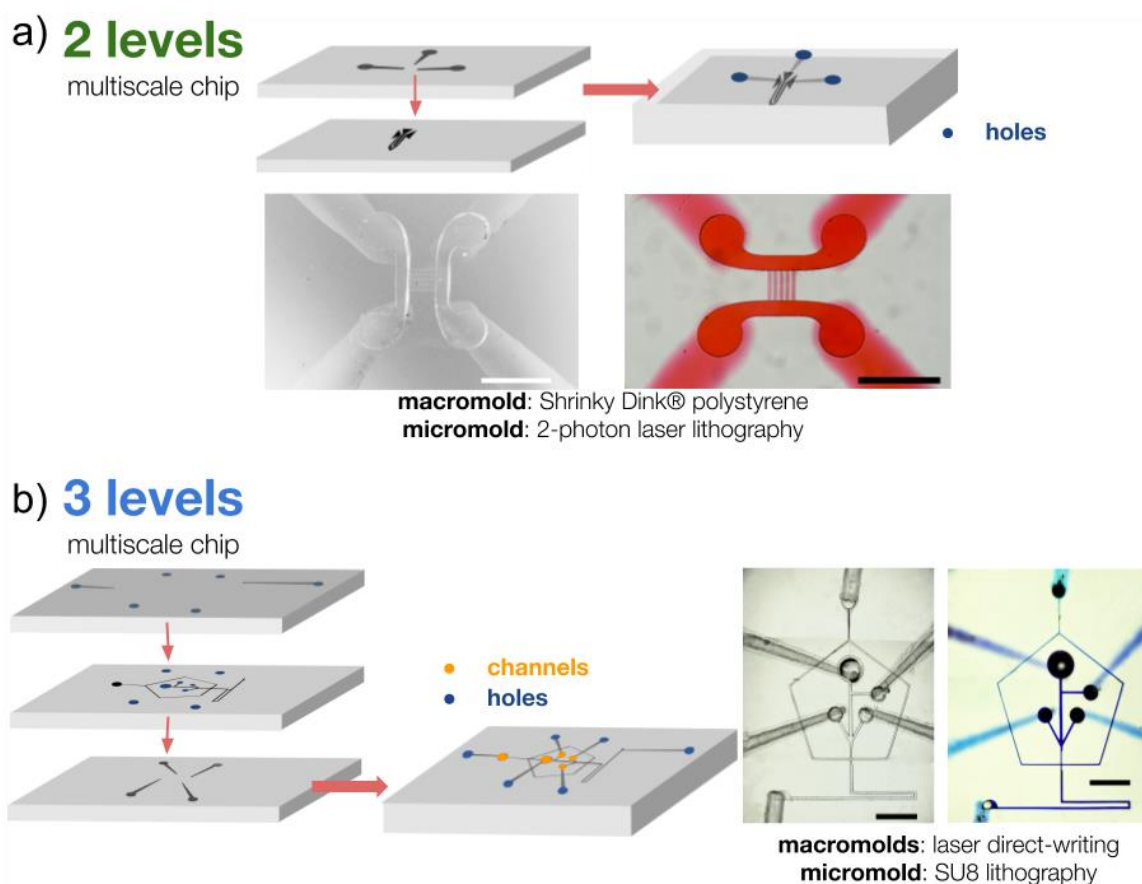 a) 2 levels
multiscale chip
holes
macromold: Shrinky Dink® polystyrene
micromold: 2-photon laser lithography
b) 3 levels
multiscale chip
channels
holes
macromolds: laser direct-writing
micromold: SU8 lithography